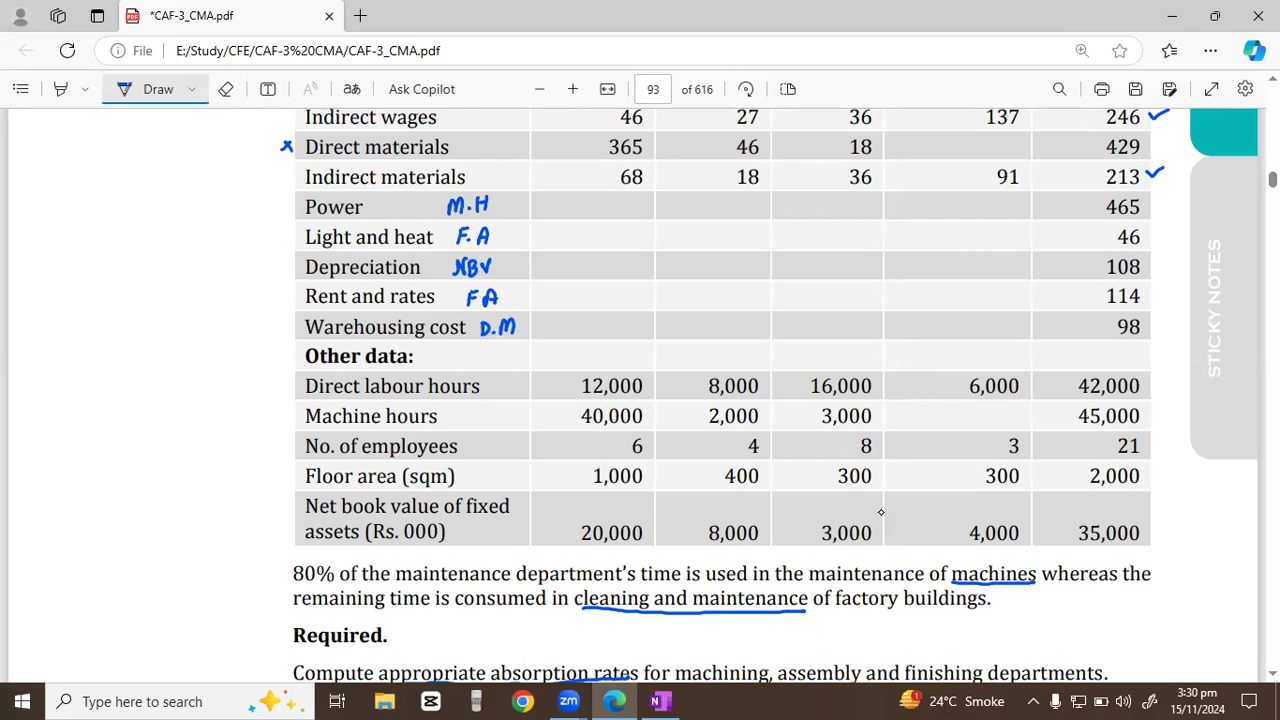 *CAF-3_CMA.pdf
File E:/Study/CFE/CAF-3%20CMA/CAF-3_CMA.pdf
Draw Ask Copilot 93 of 616
Indirect wages 46 27 36 137 246
Direct materials 365 46 18 429
Indirect materials 68 18 36 91 213
Power M.H 465
Light and heat F.A 46
Depreciation NBV 108
Rent and rates FA 114
Warehousing cost D.M 98
Other data:
Direct labour hours 12,000 8,000 16,000 6,000 42,000
Machine hours 40,000 2,000 3,000 45,000
No. of employees 6 4 8 3 21
Floor area (sqm) 1,000 400 300 300 2,000
Net book value of fixed
assets (Rs. 000) 20,000 8,000 3,000 4,000 35,000
80% of the maintenance department's time is used in the maintenance of machines whereas the
remaining time is consumed in cleaning and maintenance of factory buildings.
Required.
Compute appropriate absorption rates for machining, assembly and finishing departments.
STICKY NOTES
Type here to search
24°C Smoke
3:30 pm
15/11/2024